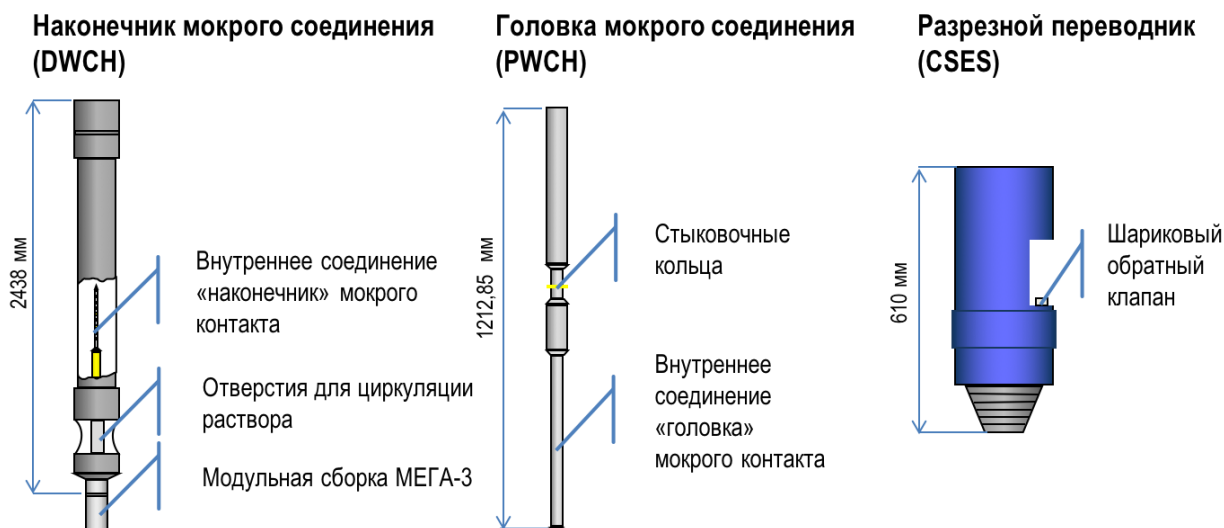 Наконечник мокрого соединения
(DWCH)
2438 мм
Внутреннее соединение
«наконечник» мокрого
контакта
Отверстия для циркуляции
раствора
Модульная сборка МЕГА-3
Головка мокрого соединения
(PWCH)
1212,85 мм
Стыковочные
кольца
Внутреннее
соединение
«головка»
мокрого контакта
Разрезной переводник
(CSES)
610 мм
Шариковый
обратный
клапан